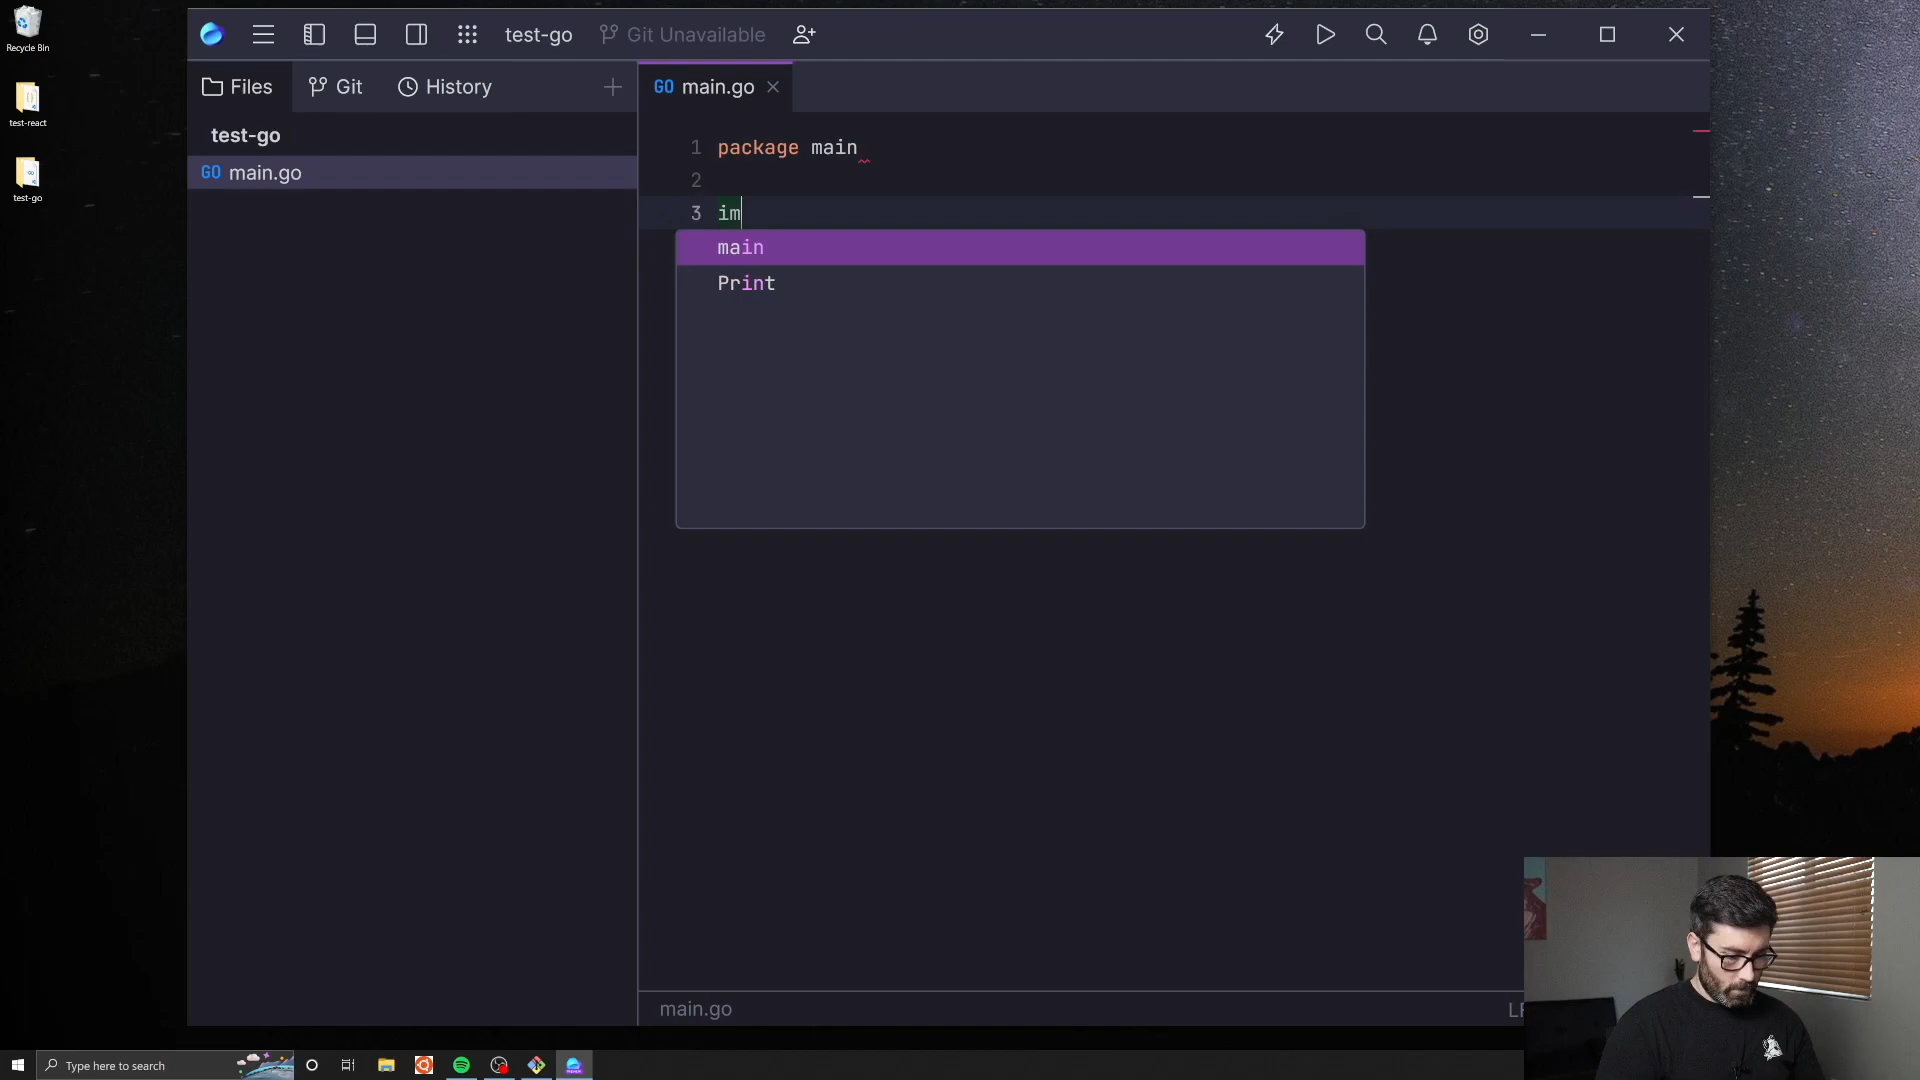 Recycle Bin
test-react
test-go
test-go
Git Unavailable
Files
Git
History
test-go
GO main.go
GO main.go
1 package main
2
3 im
main
Print
main.go
LF
Type here to search